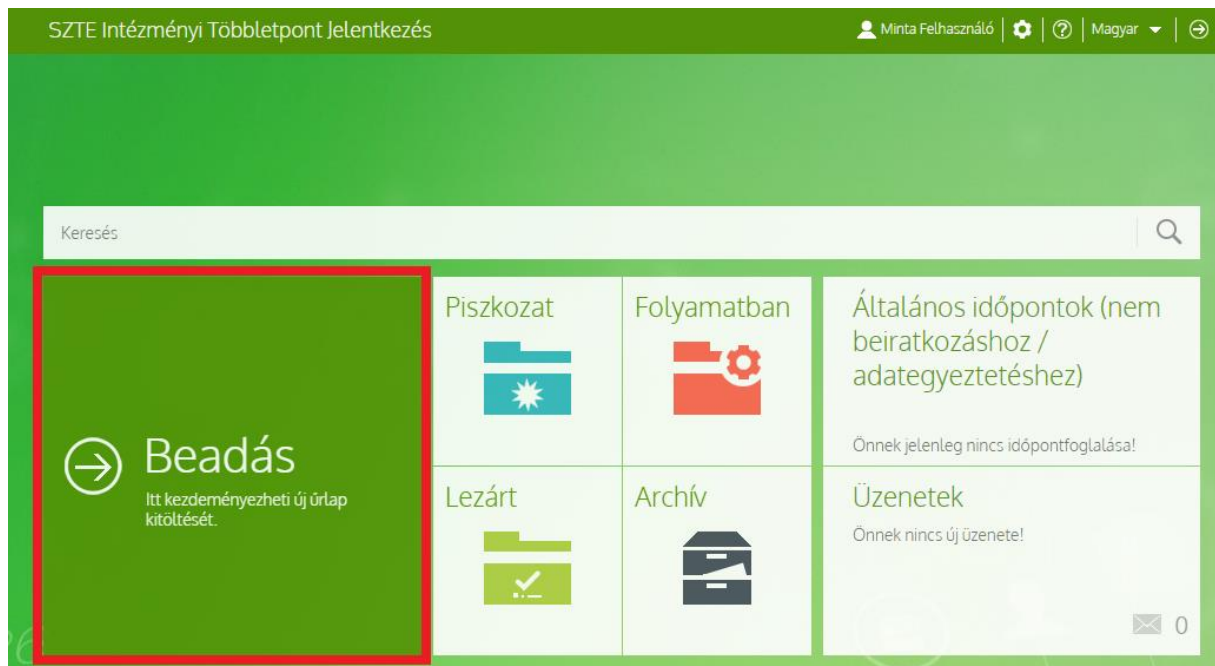 SZTE Intézményi Többletpont Jelentkezés
Minta Felhasználó
Magyar
Keresés
Beadás
Itt kezdeményezheti új űrlap
kitöltését.
Piszkozat
Folyamatban
Lezárt
Archív
Általános időpontok (nem
beiratkozáshoz /
adategyeztetéshez)
Önnek jelenleg nincs időpontfoglalása!
Üzenetek
Önnek nincs új üzenete!
0